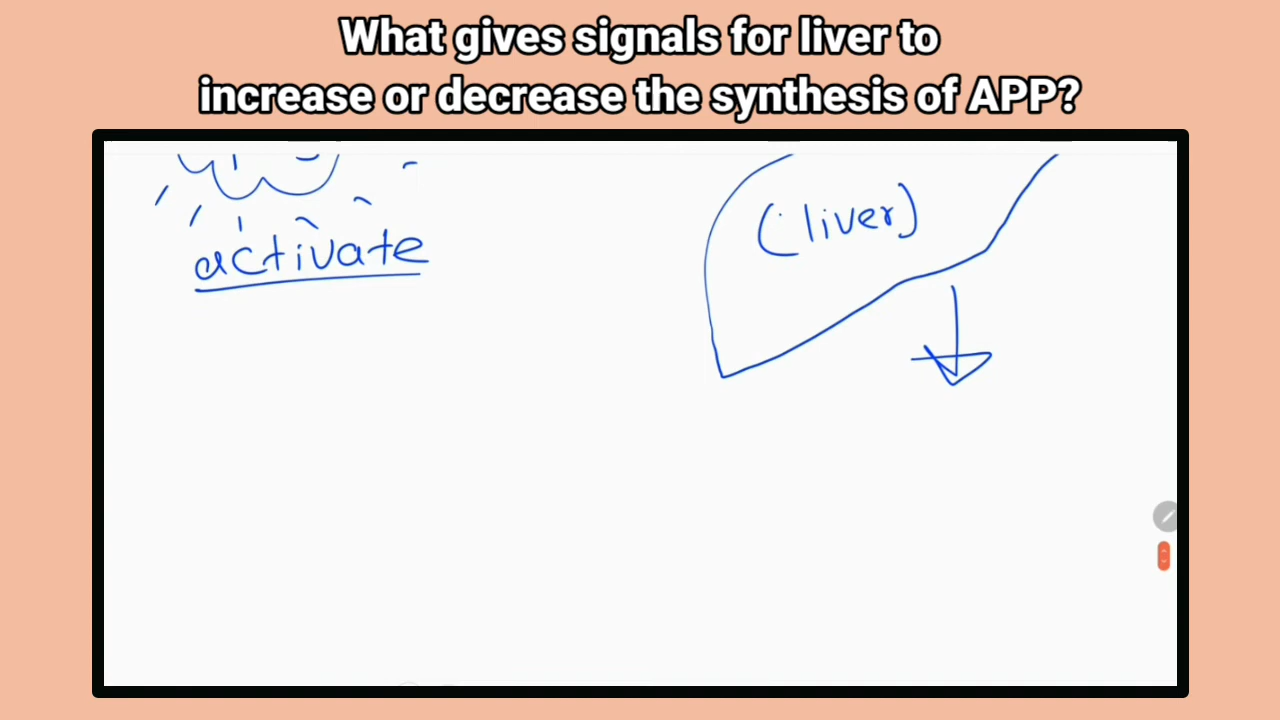 What gives signals for liver to
increase or decrease the synthesis of APP?
(liver)
activate